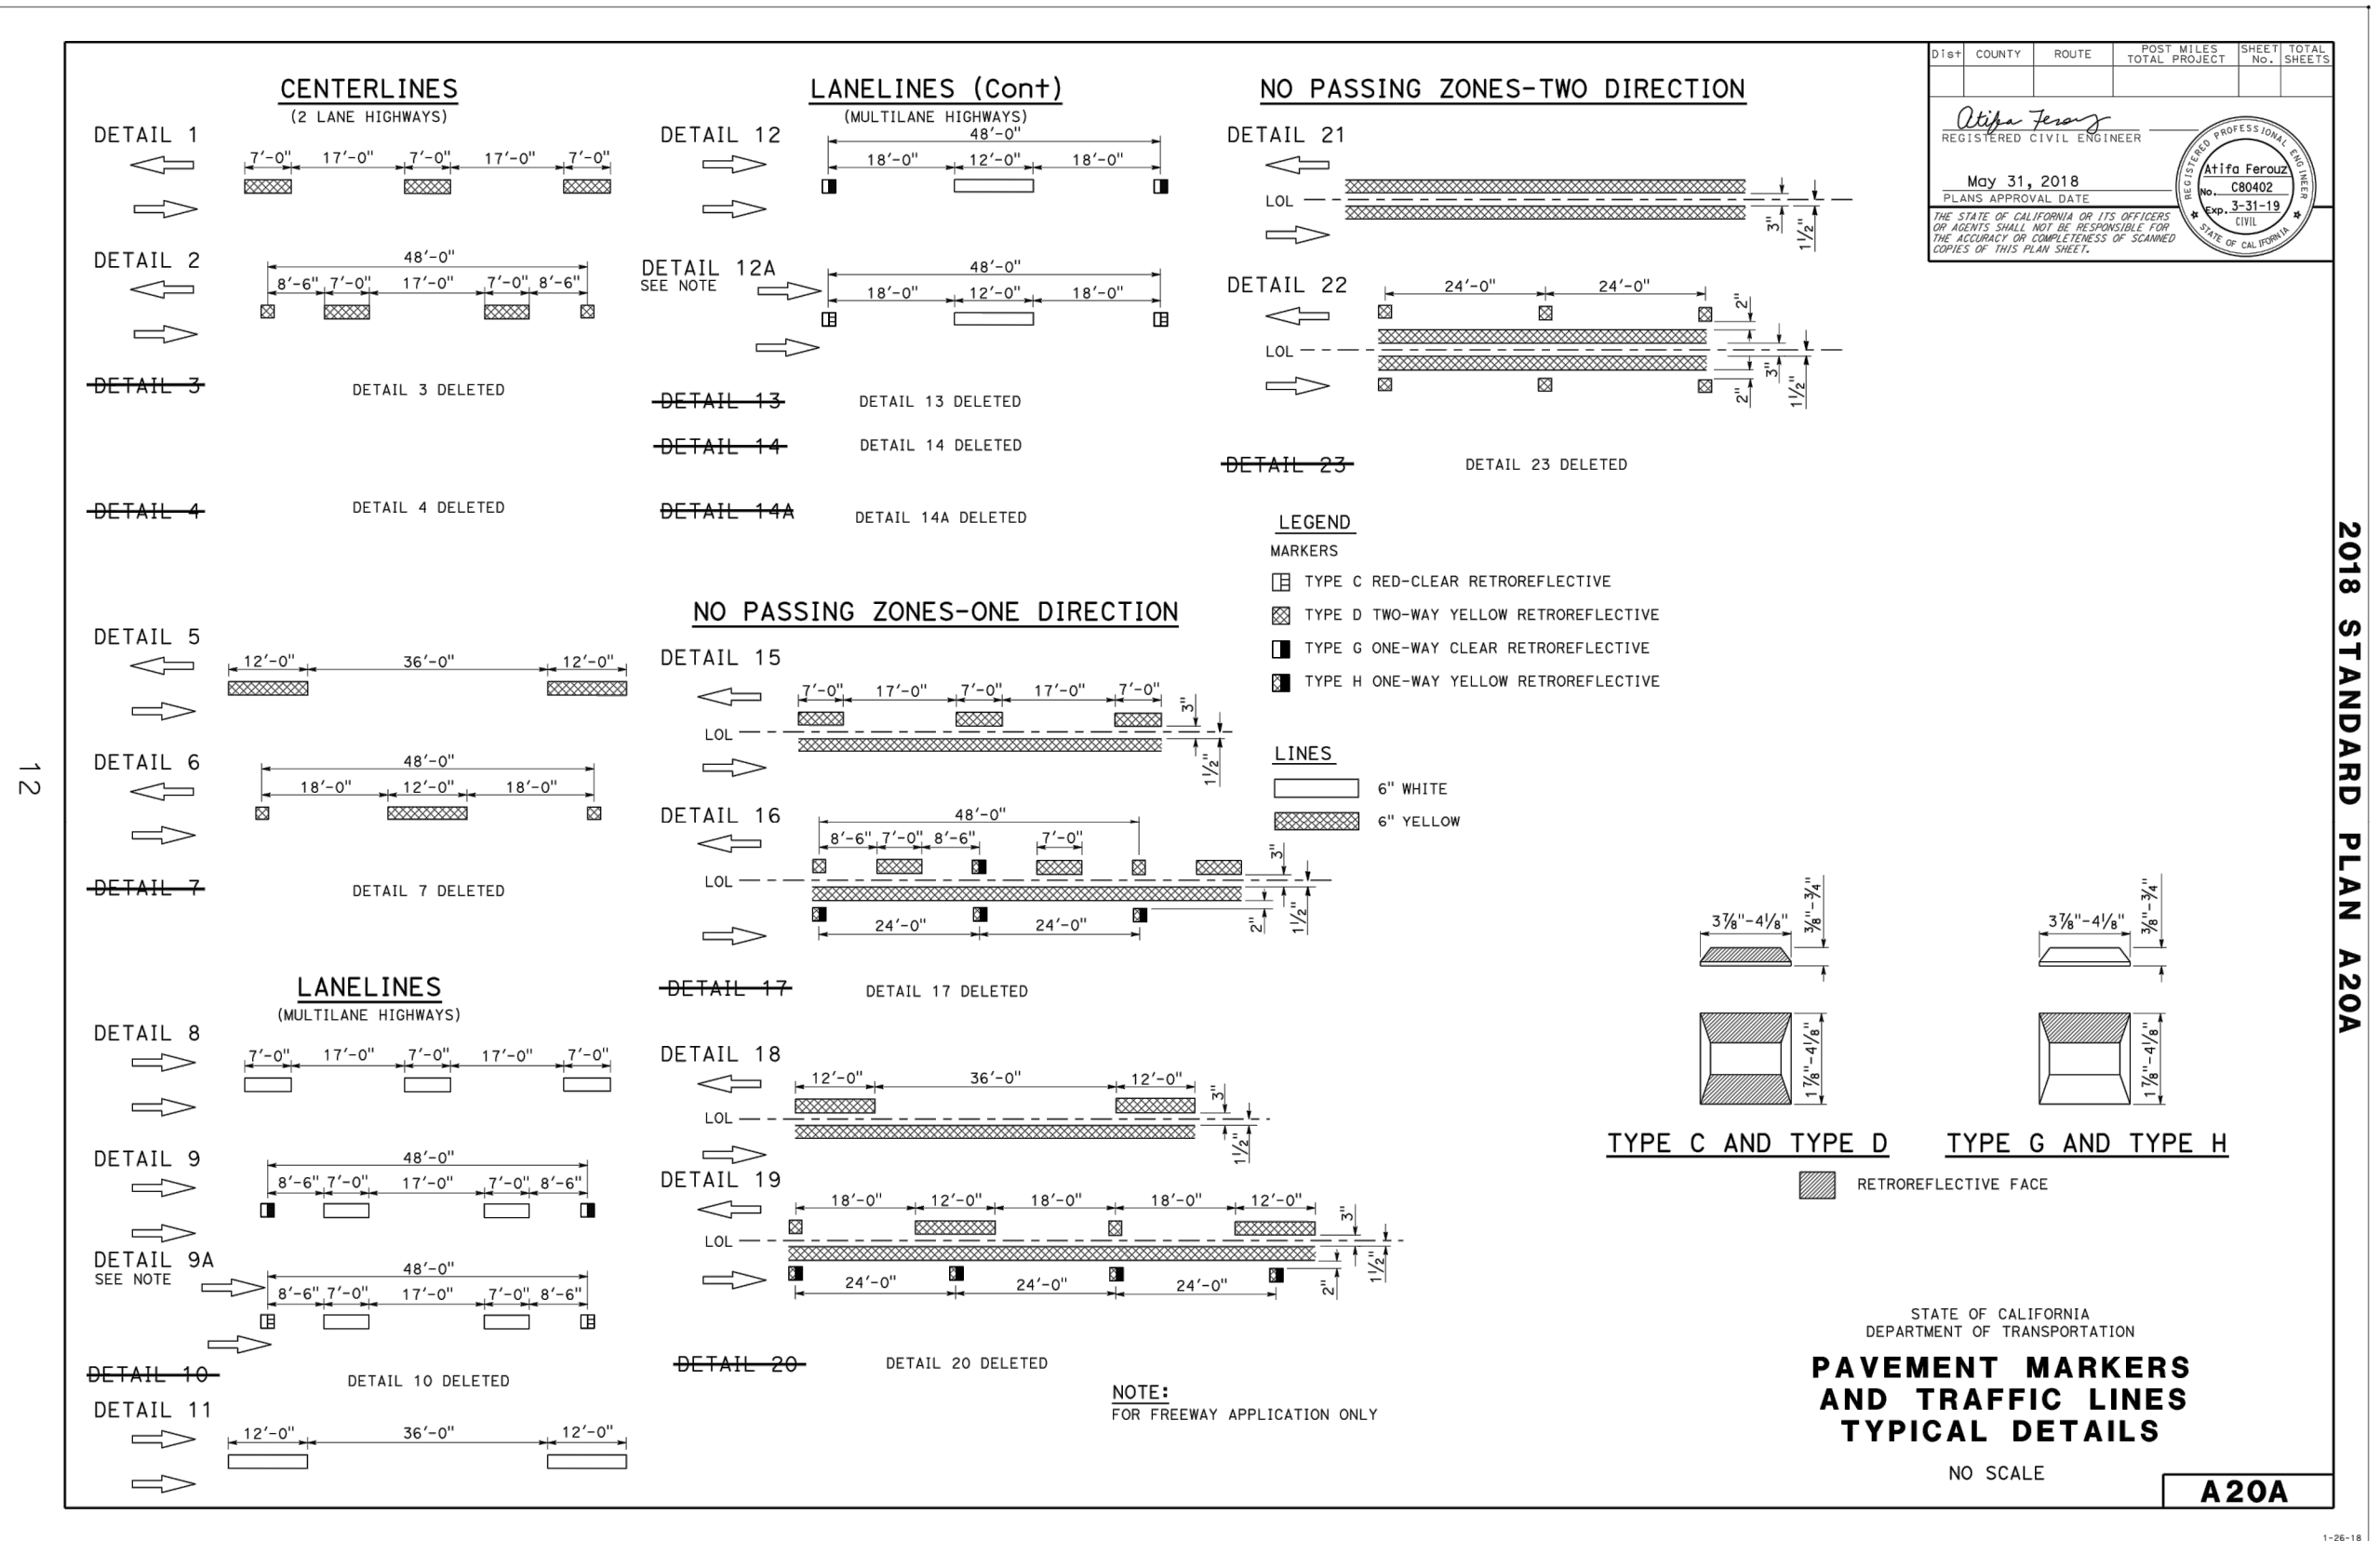 CENTERLINES
(2 LANE HIGHWAYS)
DETAIL 1
7'-0" 17'-0" 7'-0" 17'-0" 7'-0"
DETAIL 2
48'-0"
8'-6" 7'-0" 17'-0" 7'-0" 8'-6"
DETAIL 3 DETAIL 3 DELETED
DETAIL 4 DETAIL 4 DELETED
DETAIL 5
12'-0" 36'-0" 12'-0"
DETAIL 6
48'-0"
18'-0" 12'-0" 18'-0"
DETAIL 7 DETAIL 7 DELETED
LANELINES
(MULTILANE HIGHWAYS)
DETAIL 8
7'-0" 17'-0" 7'-0" 17'-0" 7'-0"
DETAIL 9
48'-0"
8'-6" 7'-0" 17'-0" 7'-0" 8'-6"
DETAIL 9A
SEE NOTE
48'-0"
8'-6" 7'-0" 17'-0" 7'-0" 8'-6"
DETAIL 10 DETAIL 10 DELETED
DETAIL 11
12'-0" 36'-0" 12'-0"
LANELINES (Cont)
(MULTILANE HIGHWAYS)
DETAIL 12
48'-0"
18'-0" 12'-0" 18'-0"
DETAIL 12A
SEE NOTE
48'-0"
18'-0" 12'-0" 18'-0"
DETAIL 13 DETAIL 13 DELETED
DETAIL 14 DETAIL 14 DELETED
DETAIL 14A DETAIL 14A DELETED
NO PASSING ZONES-ONE DIRECTION
DETAIL 15
7'-0" 17'-0" 7'-0" 17'-0" 7'-0"
3"
LOL
1½"
DETAIL 16
48'-0"
8'-6" 7'-0" 8'-6" 7'-0"
3"
LOL
24'-0" 24'-0"
2" 1½"
DETAIL 17 DETAIL 17 DELETED
DETAIL 18
12'-0" 36'-0" 12'-0"
3"
LOL
1½"
DETAIL 19
18'-0" 12'-0" 18'-0" 18'-0" 12'-0"
3"
LOL
24'-0" 24'-0" 24'-0"
2" 1½"
DETAIL 20 DETAIL 20 DELETED
NOTE:
FOR FREEWAY APPLICATION ONLY
NO PASSING ZONES-TWO DIRECTION
DETAIL 21
LOL
3" 1½"
DETAIL 22
24'-0" 24'-0"
2"
LOL
2" 3" 1½"
DETAIL 23 DETAIL 23 DELETED
LEGEND
MARKERS
TYPE C RED-CLEAR RETROREFLECTIVE
TYPE D TWO-WAY YELLOW RETROREFLECTIVE
TYPE G ONE-WAY CLEAR RETROREFLECTIVE
TYPE H ONE-WAY YELLOW RETROREFLECTIVE
LINES
6" WHITE
6" YELLOW
3⅞"-4⅛" ⅜"-¾"
1⅞"-4⅛"
TYPE C AND TYPE D
3⅞"-4⅛" ⅜"-¾"
1⅞"-4⅛"
TYPE G AND TYPE H
RETROREFLECTIVE FACE
Dist COUNTY ROUTE POST MILES TOTAL PROJECT SHEET No. TOTAL SHEETS
Atifa Ferouz
REGISTERED CIVIL ENGINEER
May 31, 2018
PLANS APPROVAL DATE
THE STATE OF CALIFORNIA OR ITS OFFICERS
OR AGENTS SHALL NOT BE RESPONSIBLE FOR
THE ACCURACY OR COMPLETENESS OF SCANNED
COPIES OF THIS PLAN SHEET.
REGISTERED PROFESSIONAL ENGINEER
Atifa Ferouz
No. C80402
Exp. 3-31-19
CIVIL
STATE OF CALIFORNIA
STATE OF CALIFORNIA
DEPARTMENT OF TRANSPORTATION
PAVEMENT MARKERS
AND TRAFFIC LINES
TYPICAL DETAILS
NO SCALE
A20A
2018 STANDARD PLAN A20A
12
1-26-18